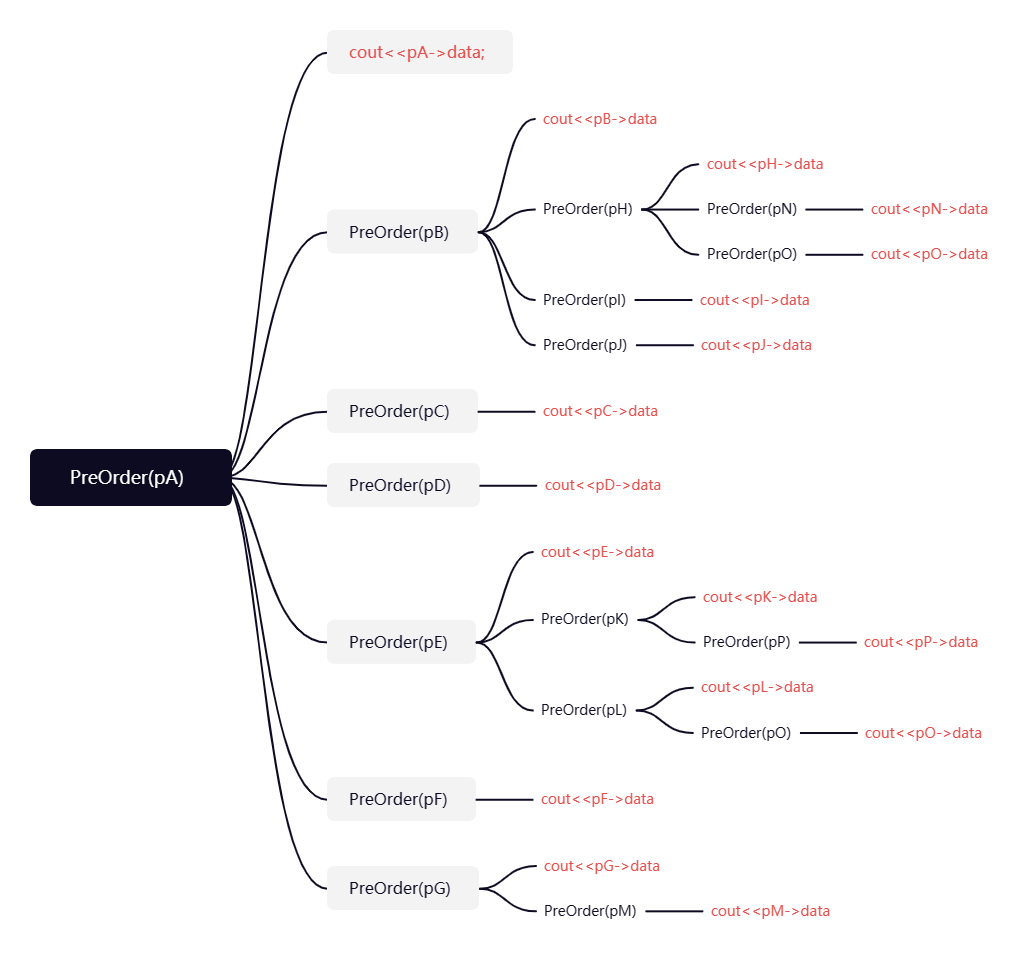 cout<<pA->data;
cout<<pB->data
cout<<pH->data
PreOrder(pH)
PreOrder(pN)
cout<<pN->data
PreOrder(pB)
PreOrder(pO)
cout<<pO->data
PreOrder(pI)
cout<<pI->data
PreOrder(pJ)
cout<<pJ->data
PreOrder(pC)
cout<<pC->data
PreOrder(pA)
PreOrder(pD)
cout<<pD->data
cout<<pE->data
cout<<pK->data
PreOrder(pK)
PreOrder(pE)
PreOrder(pP)
cout<<pP->data
cout<<pL->data
PreOrder(pL)
PreOrder(pO)
cout<<pO->data
PreOrder(pF)
cout<<pF->data
cout<<pG->data
PreOrder(pG)
PreOrder(pM)
cout<<pM->data